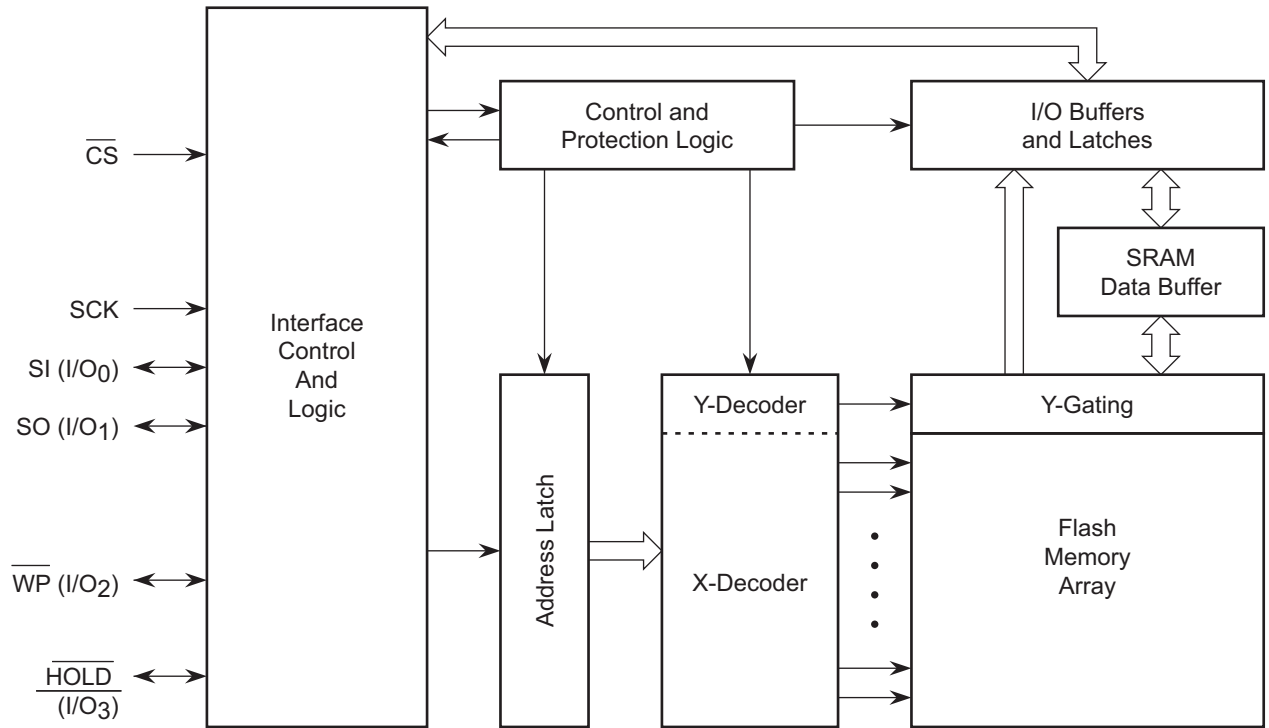 Control and
Protection Logic
I/O Buffers
and Latches
CS
SRAM
Data Buffer
SCK
SI (I/O0)
SO (I/O1)
WP (I/O2)
HOLD
(I/O3)
Interface
Control
And
Logic
Address Latch
Y-Decoder
X-Decoder
Y-Gating
Flash
Memory
Array